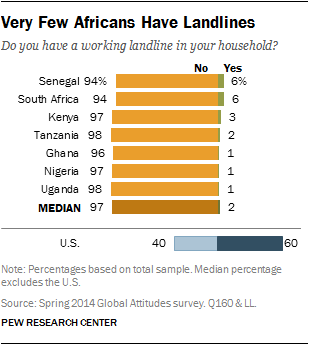 Very Few Africans Have Landlines
Do you have a working landline in your household?
No Yes
Senegal 94% 6%
South Africa 94 6
Kenya 97 3
Tanzania 98 2
Ghana 96 1
Nigeria 97 1
Uganda 98 1
MEDIAN 97 2
U.S. 40 60
Note: Percentages based on total sample. Median percentage
excludes the U.S.
Source: Spring 2014 Global Attitudes survey. Q160 & LL.
PEW RESEARCH CENTER